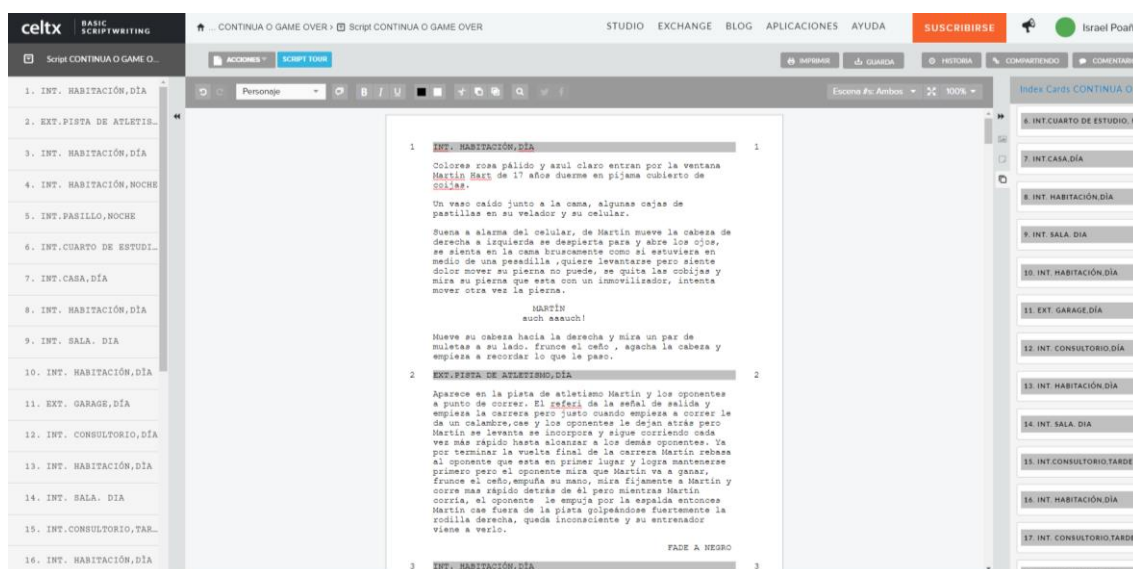 celtx BASIC SCRIPTWRITING
... CONTINUA O GAME OVER › Script CONTINUA O GAME OVER
STUDIO EXCHANGE BLOG APLICACIONES AYUDA
SUSCRIBIRSE
Israel Poañ
Script CONTINUA O GAME O...
ACCIONES
SCRIPT TOUR
IMPRIMIR
GUARDA
HISTORIA
COMPARTIENDO
COMENTARI
Personaje
B I U
Escena #s: Ambos
100%
Index Cards CONTINUA O
1. INT. HABITACIÓN,DÍA
2. EXT.PISTA DE ATLETIS…
3. INT. HABITACIÓN,DÍA
4. INT. HABITACIÓN,NOCHE
5. INT.PASILLO,NOCHE
6. INT.CUARTO DE ESTUDI…
7. INT.CASA,DÍA
8. INT. HABITACIÓN,DÍA
9. INT. SALA. DIA
10. INT. HABITACIÓN,DÍA
11. EXT. GARAGE,DÍA
12. INT. CONSULTORIO,DÍA
13. INT. HABITACIÓN,DÍA
14. INT. SALA. DIA
15. INT.CONSULTORIO,TAR…
16. INT. HABITACIÓN,DÍA
1 INT. HABITACIÓN,DÍA 1
Colores rosa pálido y azul claro entran por la ventana
Martin Hart de 17 años duerme en pijama cubierto de
coijas.
Un vaso caído junto a la cama, algunas cajas de
pastillas en su velador y su celular.
Suena a alarma del celular, de Martín mueve la cabeza de
derecha a izquierda se despierta para y abre los ojos,
se sienta en la cama bruscamente como si estuviera en
medio de una pesadilla ,quiere levantarse pero siente
dolor mover su pierna no puede, se quita las cobijas y
mira su pierna que esta con un inmovilizador, intenta
mover otra vez la pierna.
MARTÍN
auch aaauch!
Mueve su cabeza hacia la derecha y mira un par de
muletas a su lado. frunce el ceño , agacha la cabeza y
empieza a recordar lo que le paso.
2 EXT.PISTA DE ATLETISMO,DÍA 2
Aparece en la pista de atletismo Martin y los oponentes
a punto de correr. El referi da la señal de salida y
empieza la carrera pero justo cuando empieza a correr le
da un calambre,cae y los oponentes le dejan atrás pero
Martin se levanta se incorpora y sigue corriendo cada
vez más rápido hasta alcanzar a los demás oponentes. Ya
por terminar la vuelta final de la carrera Martín rebasa
al oponente que esta en primer lugar y logra mantenerse
primero pero el oponente mira que Martin va a ganar,
frunce el ceño,empuña su mano, mira fijamente a Martin y
corre mas rápido detrás de él pero mientras Martin
corría, el oponente le empuja por la espalda entonces
Martin cae fuera de la pista golpeándose fuertemente la
rodilla derecha, queda inconsciente y su entrenador
viene a verlo.
FADE A NEGRO
3 INT. HABITACIÓN,DÍA 3
6. INT.CUARTO DE ESTUDIO,
7. INT.CASA,DÍA
8. INT. HABITACIÓN,DÍA
9. INT. SALA. DIA
10. INT. HABITACIÓN,DÍA
11. EXT. GARAGE,DÍA
12. INT. CONSULTORIO,DÍA
13. INT. HABITACIÓN,DÍA
14. INT. SALA. DIA
15. INT.CONSULTORIO,TARDE
16. INT. HABITACIÓN,DÍA
17. INT. CONSULTORIO,TARDE